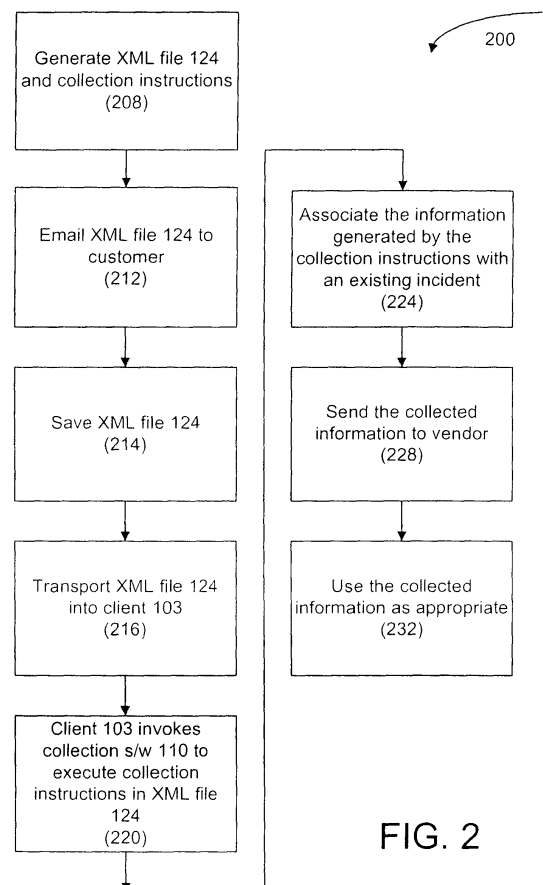 200
Generate XML file 124
and collection instructions
(208)
Email XML file 124 to
customer
(212)
Save XML file 124
(214)
Transport XML file 124
into client 103
(216)
Client 103 invokes
collection s/w 110 to
execute collection
instructions in XML file
124
(220)
Associate the information
generated by the
collection instructions with
an existing incident
(224)
Send the collected
information to vendor
(228)
Use the collected
information as appropriate
(232)
FIG. 2